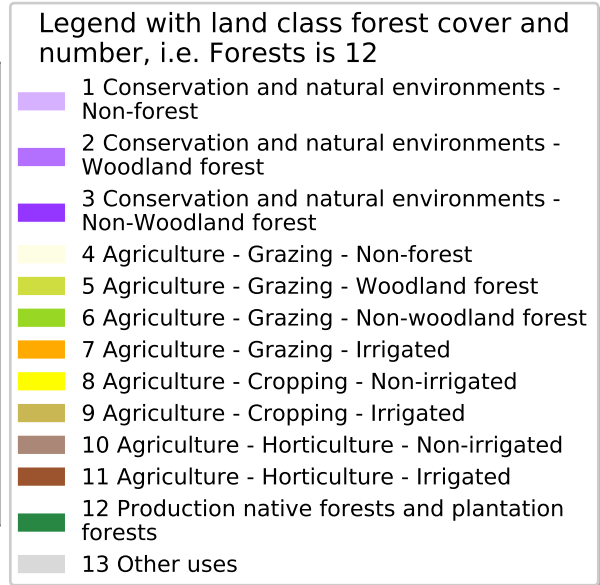 Legend with land class forest cover and
number, i.e. Forests is 12
1 Conservation and natural environments -
Non-forest
2 Conservation and natural environments -
Woodland forest
3 Conservation and natural environments -
Non-Woodland forest
4 Agriculture - Grazing - Non-forest
5 Agriculture - Grazing - Woodland forest
6 Agriculture - Grazing - Non-woodland forest
7 Agriculture - Grazing - Irrigated
8 Agriculture - Cropping - Non-irrigated
9 Agriculture - Cropping - Irrigated
10 Agriculture - Horticulture - Non-irrigated
11 Agriculture - Horticulture - Irrigated
12 Production native forests and plantation
forests
13 Other uses